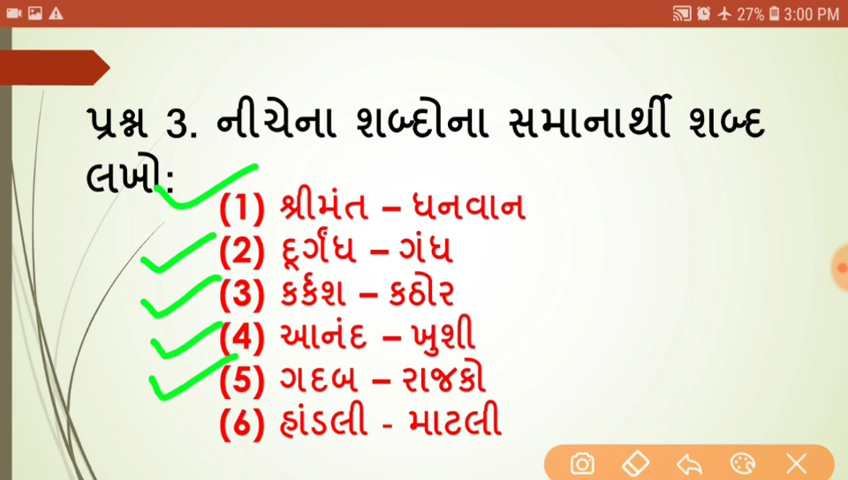 27% 3:00 PM
પ્રશ્ન 3. નીચેના શબ્દોના સમાનાર્થી શબ્દ
લખો:
(1) શ્રીમંત – ધનવાન
(2) દૂર્ગંધ – ગંધ
(3) કર્કશ – કઠોર
(4) આનંદ – ખુશી
(5) ગદબ – રાજકો
(6) હાંડલી - માટલી